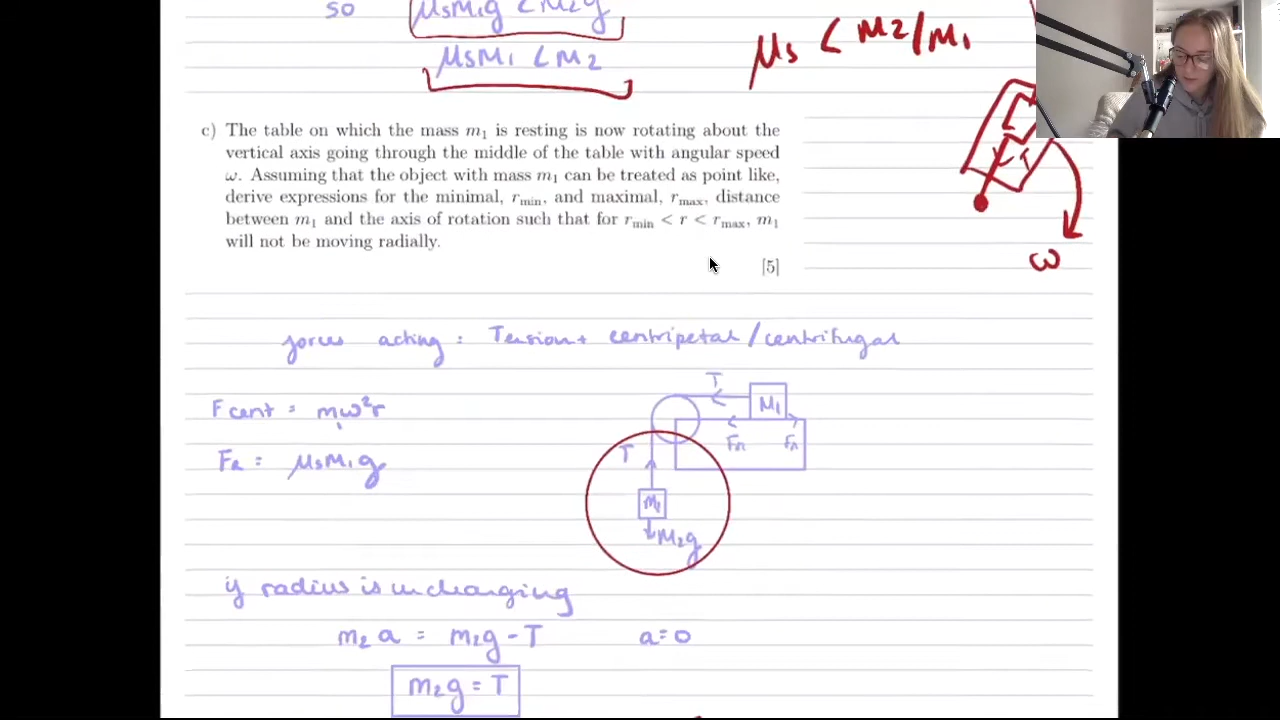 so μsm1g < m2g
μs < m2/m1
μsm1 < m2
c) The table on which the mass m1 is resting is now rotating about the
vertical axis going through the middle of the table with angular speed
ω. Assuming that the object with mass m1 can be treated as point like,
derive expressions for the minimal, rmin, and maximal, rmax, distance
between m1 and the axis of rotation such that for rmin < r < rmax, m1
will not be moving radially.
[5]
T
ω
forces acting : Tension + centripetal/centrifugal
T
M1
Fcent = mω²r
FR
FR
FR = μsm1g
T
M1
M2g
if radius is unchanging
m2a = m2g - T a=0
m2g = T